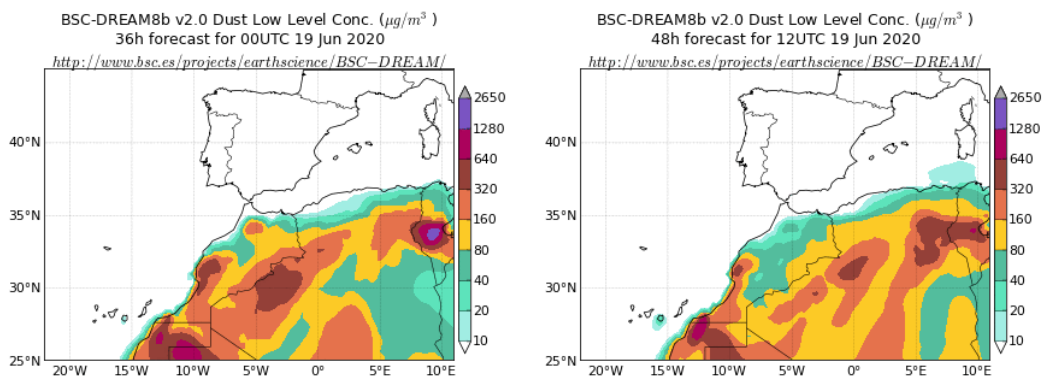 BSC-DREAM8b v2.0 Dust Low Level Conc. (μg/m³ )
36h forecast for 00UTC 19 Jun 2020
http://www.bsc.es/projects/earthscience/BSC−DREAM/
40°N
35°N
30°N
25°N
20°W
15°W
10°W
5°W
0°
5°E
10°E
2650
1280
640
320
160
80
40
20
10
BSC-DREAM8b v2.0 Dust Low Level Conc. (μg/m³ )
48h forecast for 12UTC 19 Jun 2020
http://www.bsc.es/projects/earthscience/BSC−DREAM/
40°N
35°N
30°N
25°N
20°W
15°W
10°W
5°W
0°
5°E
10°E
2650
1280
640
320
160
80
40
20
10